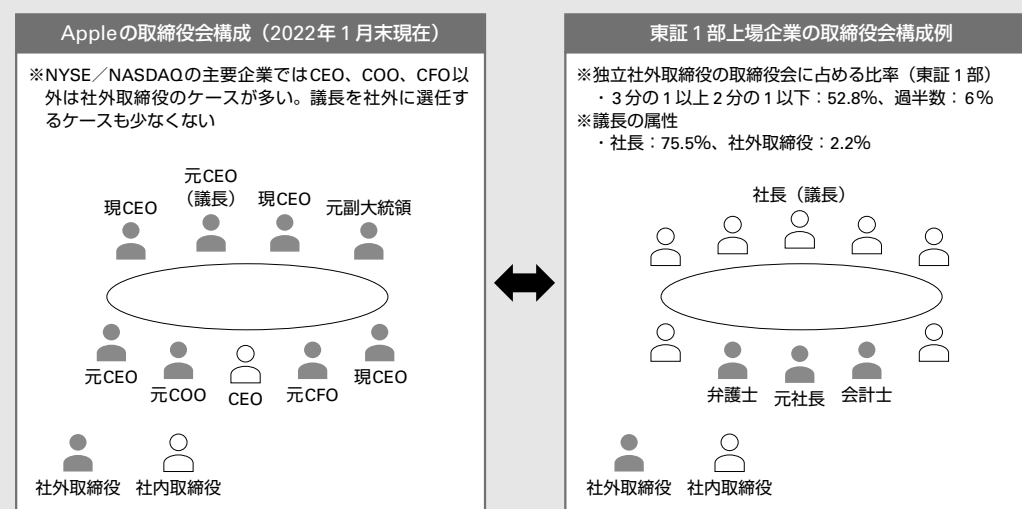 Appleの取締役会構成（2022年1月末現在）
※NYSE／NASDAQの主要企業ではCEO、COO、CFO以
外は社外取締役のケースが多い。議長を社外に選任す
るケースも少なくない
現CEO
元CEO
（議長）
現CEO
元副大統領
元CEO
元COO
CEO
元CFO
現CEO
社外取締役
社内取締役
東証1部上場企業の取締役会構成例
※独立社外取締役の取締役会に占める比率（東証1部）
・3分の1以上2分の1以下：52.8%、過半数：6%
※議長の属性
・社長：75.5%、社外取締役：2.2%
社長（議長）
弁護士
元社長
会計士
社外取締役
社内取締役